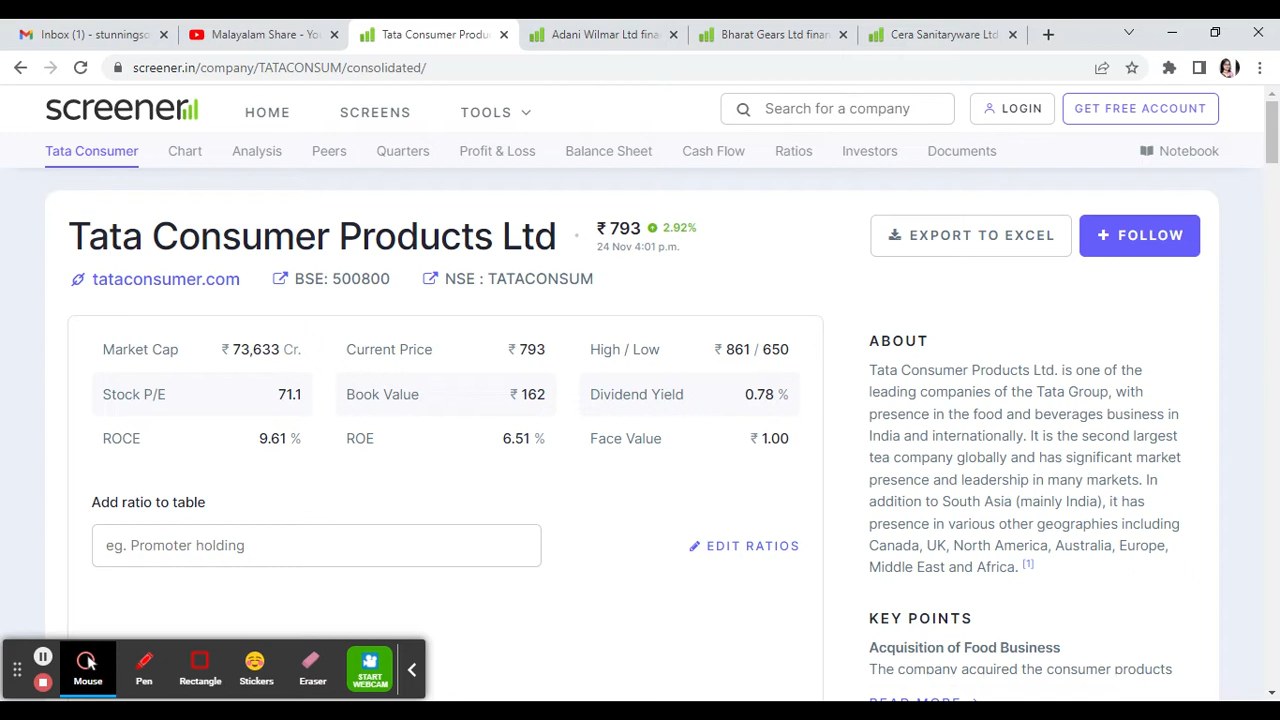 Inbox (1) - stunningso
Malayalam Share - Yo
Tata Consumer Produ
Adani Wilmar Ltd fina
Bharat Gears Ltd finan
Cera Sanitaryware Ltd
screener.in/company/TATACONSUM/consolidated/
screener
HOME
SCREENS
TOOLS
Search for a company
LOGIN
GET FREE ACCOUNT
Tata Consumer
Chart
Analysis
Peers
Quarters
Profit & Loss
Balance Sheet
Cash Flow
Ratios
Investors
Documents
Notebook
Tata Consumer Products Ltd
₹ 793 2.92%
24 Nov 4:01 p.m.
EXPORT TO EXCEL
+ FOLLOW
tataconsumer.com
BSE: 500800
NSE : TATACONSUM
Market Cap ₹ 73,633 Cr.
Current Price ₹ 793
High / Low ₹ 861 / 650
Stock P/E 71.1
Book Value ₹ 162
Dividend Yield 0.78 %
ROCE 9.61 %
ROE 6.51 %
Face Value ₹ 1.00
Add ratio to table
eg. Promoter holding
EDIT RATIOS
ABOUT
Tata Consumer Products Ltd. is one of the
leading companies of the Tata Group, with
presence in the food and beverages business in
India and internationally. It is the second largest
tea company globally and has significant market
presence and leadership in many markets. In
addition to South Asia (mainly India), it has
presence in various other geographies including
Canada, UK, North America, Australia, Europe,
Middle East and Africa. [1]
KEY POINTS
Acquisition of Food Business
The company acquired the consumer products
READ MORE
Mouse
Pen
Rectangle
Stickers
Eraser
START
WEBCAM